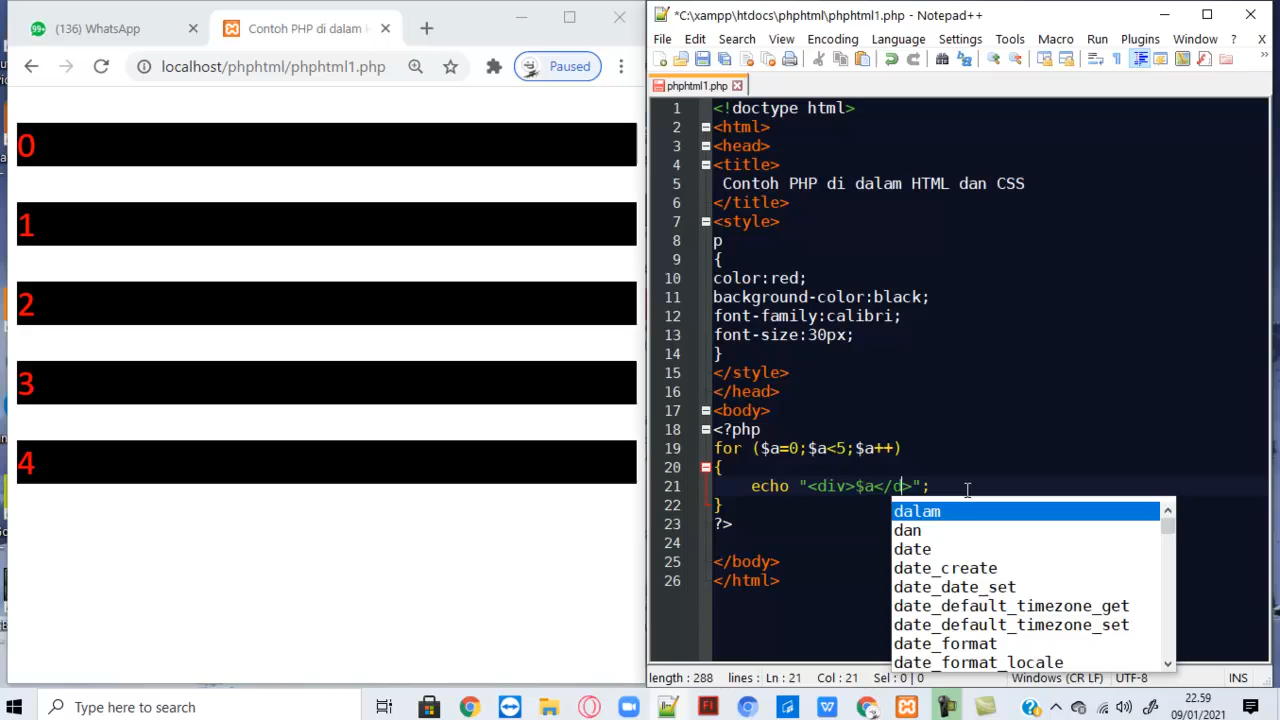 99+ (136) WhatsApp
Contoh PHP di dalam
localhost/phphtml/phphtml1.php
Paused
0
1
2
3
4
*C:\xampp\htdocs\phphtml\phphtml1.php - Notepad++
File Edit Search View Encoding Language Settings Tools Macro Run Plugins Window ? X
phphtml1.php
1 <!doctype html>
2 <html>
3 <head>
4 <title>
5 Contoh PHP di dalam HTML dan CSS
6 </title>
7 <style>
8 p
9 {
10 color:red;
11 background-color:black;
12 font-family:calibri;
13 font-size:30px;
14 }
15 </style>
16 </head>
17 <body>
18 <?php
19 for ($a=0;$a<5;$a++)
20 {
21 echo "<div>$a</d>";
22 }
23 ?>
24
25 </body>
26 </html>
dalam
dan
date
date_create
date_date_set
date_default_timezone_get
date_default_timezone_set
date_format
date_format_locale
length : 288 lines : Ln : 21 Col : 21 Sel : 0 | 0 Windows (CR LF) UTF-8 INS
Type here to search
22.59
09/01/2021